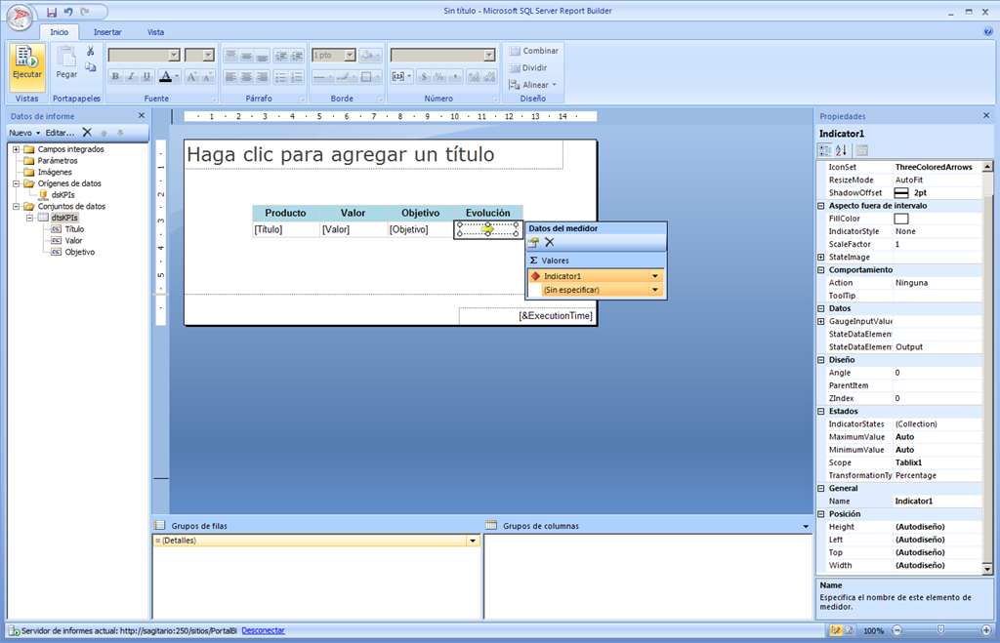 Sin título - Microsoft SQL Server Report Builder
Inicio
Insertar
Vista
Ejecutar
Vistas
Pegar
Portapapeles
N
K
U
A
Fuente
Párrafo
1 pto
Borde
$ % ,
Número
Combinar
Dividir
Alinear
Diseño
Datos de informe
Nuevo
Editar...
Campos integrados
Parámetros
Imágenes
Orígenes de datos
dsKPIs
Conjuntos de datos
dtsKPIs
Título
Valor
Objetivo
1 2 3 4 5 6 7 8 9 10 11 12 13 14
1
2
3
4
5
Haga clic para agregar un título
Producto Valor Objetivo Evolución
[Título] [Valor] [Objetivo]
[&ExecutionTime]
Datos del medidor
Σ Valores
Indicator1
(Sin especificar)
Grupos de filas
(Detalles)
Grupos de columnas
Propiedades
Indicator1
IconSet ThreeColoredArrows
ResizeMode AutoFit
ShadowOffset 2pt
Aspecto fuera de intervalo
FillColor
IndicatorStyle None
ScaleFactor 1
StateImage
Comportamiento
Action Ninguna
ToolTip
Datos
GaugeInputValue
StateDataElemen
StateDataElemen Output
Diseño
Angle 0
ParentItem
ZIndex 0
Estados
IndicatorStates (Collection)
MaximumValue Auto
MinimumValue Auto
Scope Tablix1
TransformationTy Percentage
General
Name Indicator1
Posición
Height (Autodiseño)
Left (Autodiseño)
Top (Autodiseño)
Width (Autodiseño)
Name
Especifica el nombre de este elemento de
medidor.
Servidor de informes actual: http://sagitario:250/sitios/PortalBi Desconectar
100%